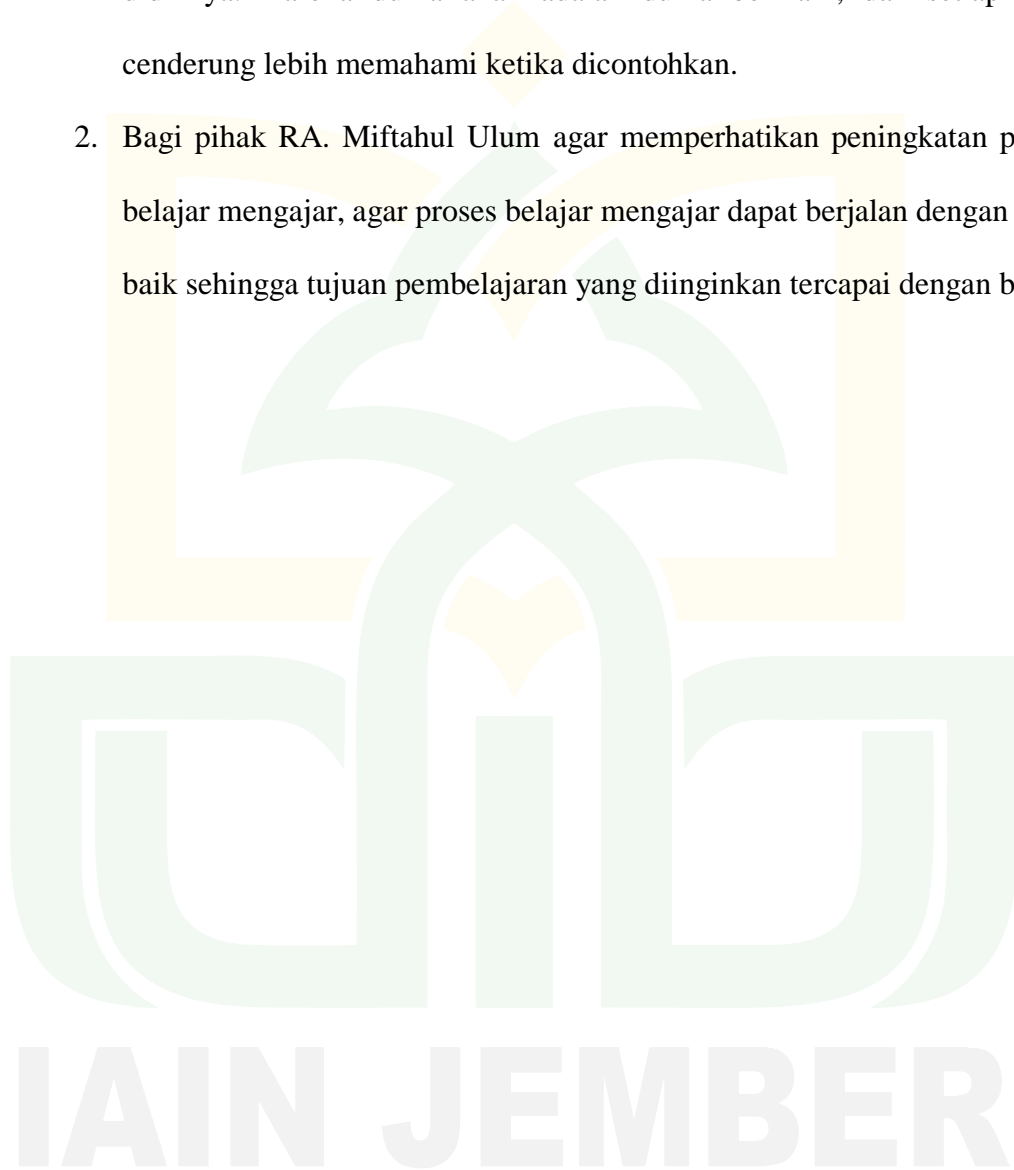 cenderung lebih memahami ketika dicontohkan.
2. Bagi pihak RA. Miftahul Ulum agar memperhatikan peningkatan p
belajar mengajar, agar proses belajar mengajar dapat berjalan dengan
baik sehingga tujuan pembelajaran yang diinginkan tercapai dengan b
IAIN JEMBER